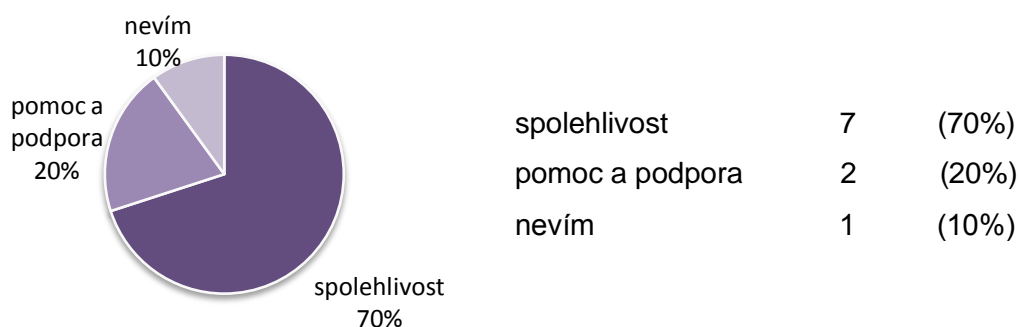 nevím
10%
pomoc a
podpora
20%
spolehlivost
70%
spolehlivost 7 (70%)
pomoc a podpora 2 (20%)
nevím 1 (10%)